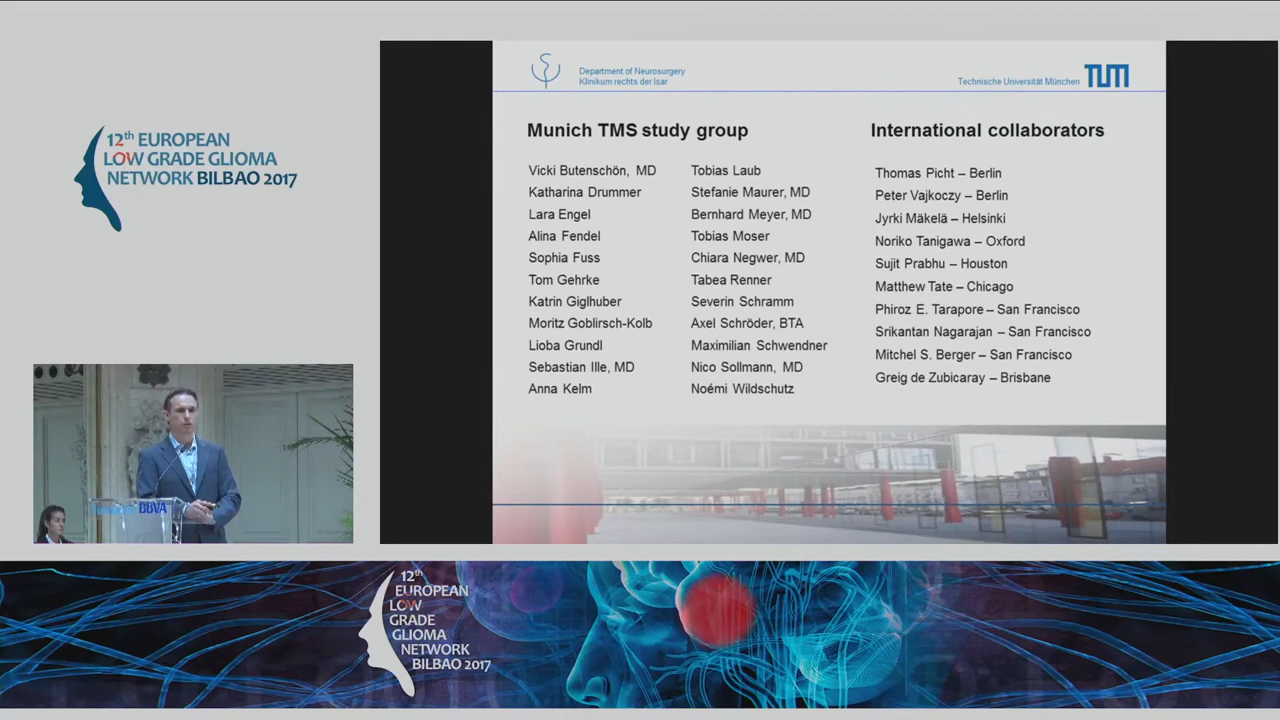 12th EUROPEAN
LOW GRADE GLIOMA
NETWORK BILBAO 2017
Department of Neurosurgery
Klinikum rechts der Isar
Technische Universität München
TUM
Munich TMS study group
Vicki Butenschön, MD
Katharina Drummer
Lara Engel
Alina Fendel
Sophia Fuss
Tom Gehrke
Katrin Giglhuber
Moritz Goblirsch-Kolb
Lioba Grundl
Sebastian Ille, MD
Anna Kelm
Tobias Laub
Stefanie Maurer, MD
Bernhard Meyer, MD
Tobias Moser
Chiara Negwer, MD
Tabea Renner
Severin Schramm
Axel Schröder, BTA
Maximilian Schwendner
Nico Sollmann, MD
Noémi Wildschutz
International collaborators
Thomas Picht – Berlin
Peter Vajkoczy – Berlin
Jyrki Mäkelä – Helsinki
Noriko Tanigawa – Oxford
Sujit Prabhu – Houston
Matthew Tate – Chicago
Phiroz E. Tarapore – San Francisco
Srikantan Nagarajan – San Francisco
Mitchel S. Berger – San Francisco
Greig de Zubicaray – Brisbane
BBVA
12th
EUROPEAN
LOW
GRADE
GLIOMA
NETWORK
BILBAO 2017